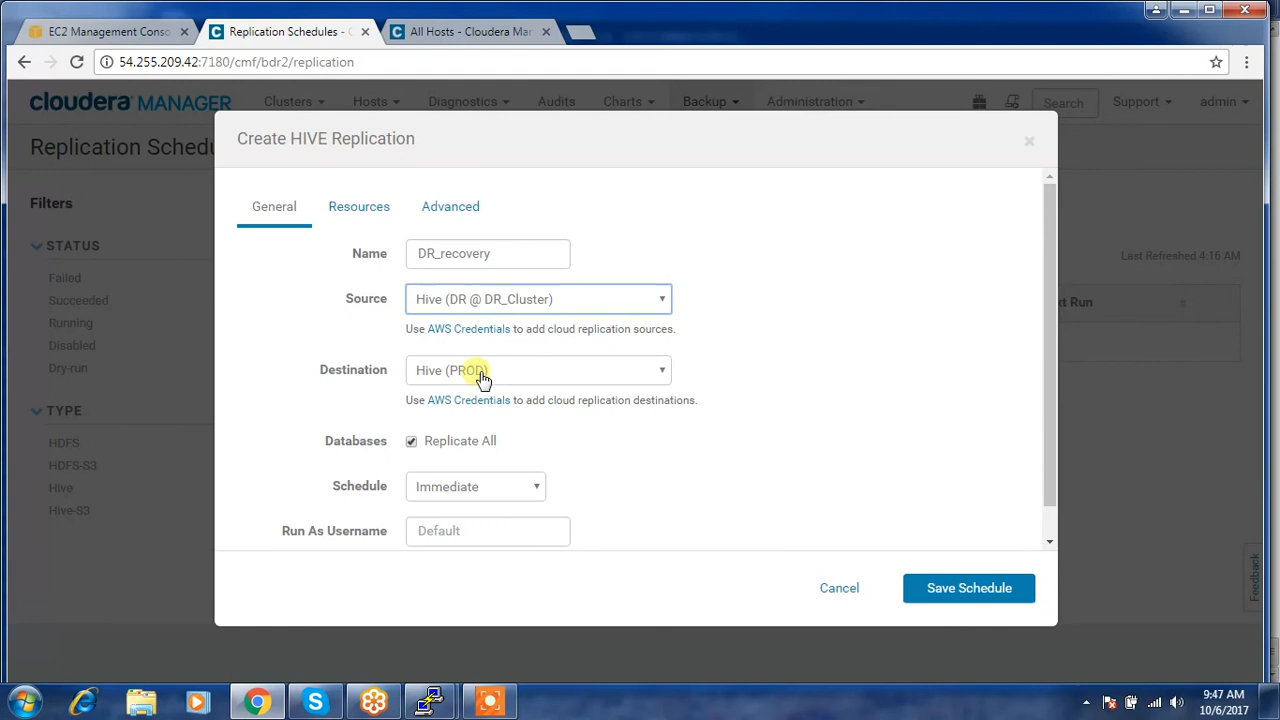 EC2 Management Conso
Replication Schedules - C
All Hosts - Cloudera Man
54.255.209.42:7180/cmf/bdr2/replication
cloudera MANAGER
Clusters
Hosts
Diagnostics
Audits
Charts
Backup
Administration
Search
Support
admin
Replication Schedu
Create HIVE Replication
Filters
STATUS
Failed
Succeeded
Running
Disabled
Dry-run
TYPE
HDFS
HDFS-S3
Hive
Hive-S3
General
Resources
Advanced
Name
DR_recovery
Source
Hive (DR @ DR_Cluster)
Use AWS Credentials to add cloud replication sources.
Destination
Hive (PROD)
Use AWS Credentials to add cloud replication destinations.
Databases
Replicate All
Schedule
Immediate
Run As Username
Default
Cancel
Save Schedule
Last Refreshed 4:16 AM
xt Run
Feedback
9:47 AM
10/6/2017